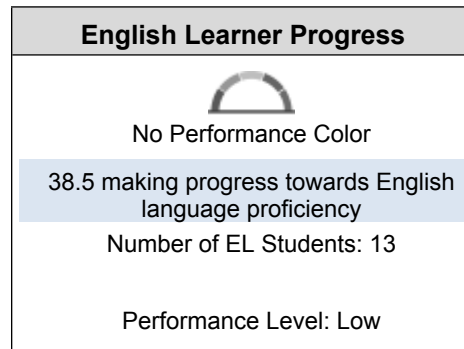 English Learner Progress
No Performance Color
38.5 making progress towards English
language proficiency
Number of EL Students: 13
Performance Level: Low